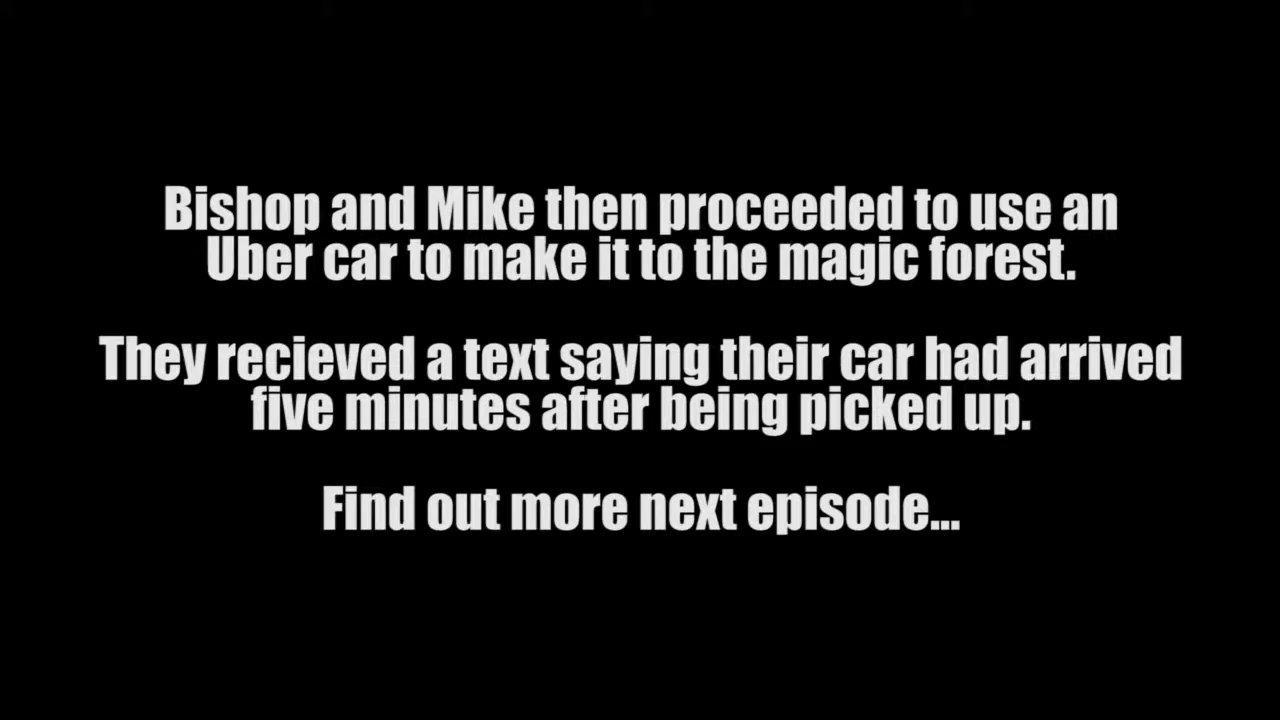 Bishop and Mike then proceeded to use an
Uber car to make it to the magic forest.
They recieved a text saying their car had arrived
five minutes after being picked up.
Find out more next episode...